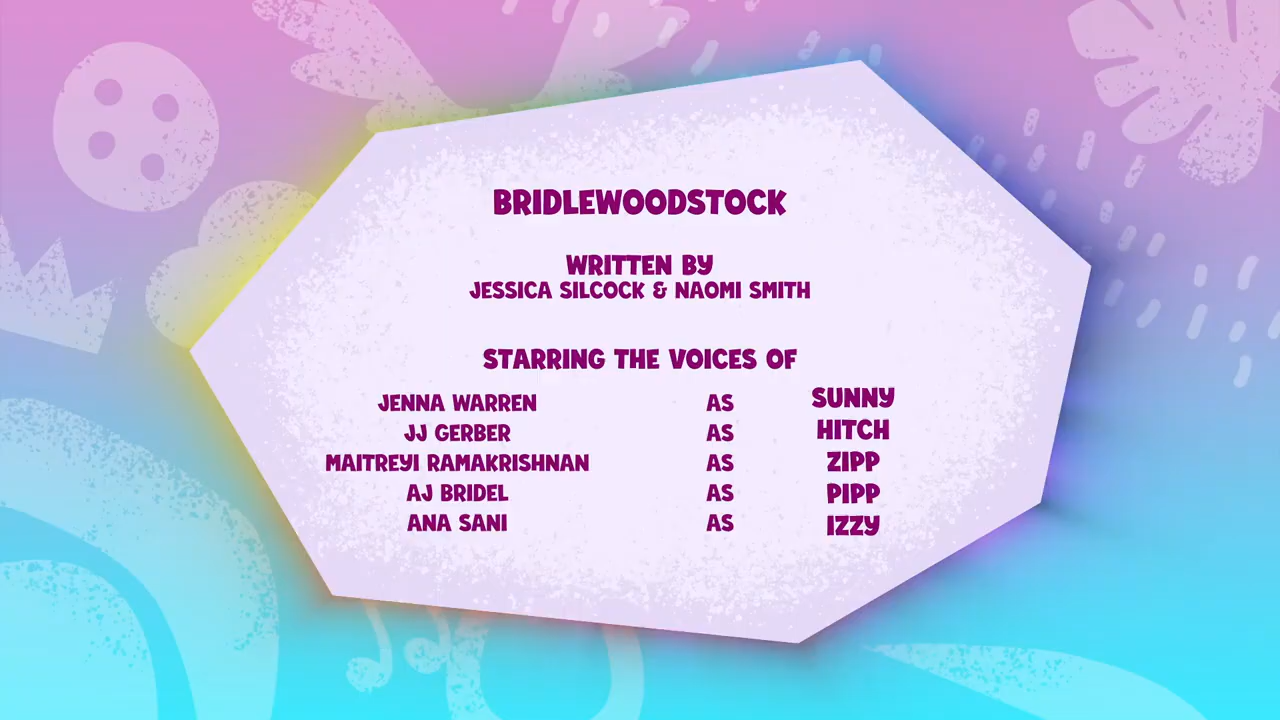 BRIDLEWOODSTOCK
WRITTEN BY
JESSICA SILCOCK & NAOMI SMITH
STARRING THE VOICES OF
JENNA WARREN AS SUNNY
JJ GERBER AS HITCH
MAITREYI RAMAKRISHNAN AS ZIPP
AJ BRIDEL AS PIPP
ANA SANI AS IZZY